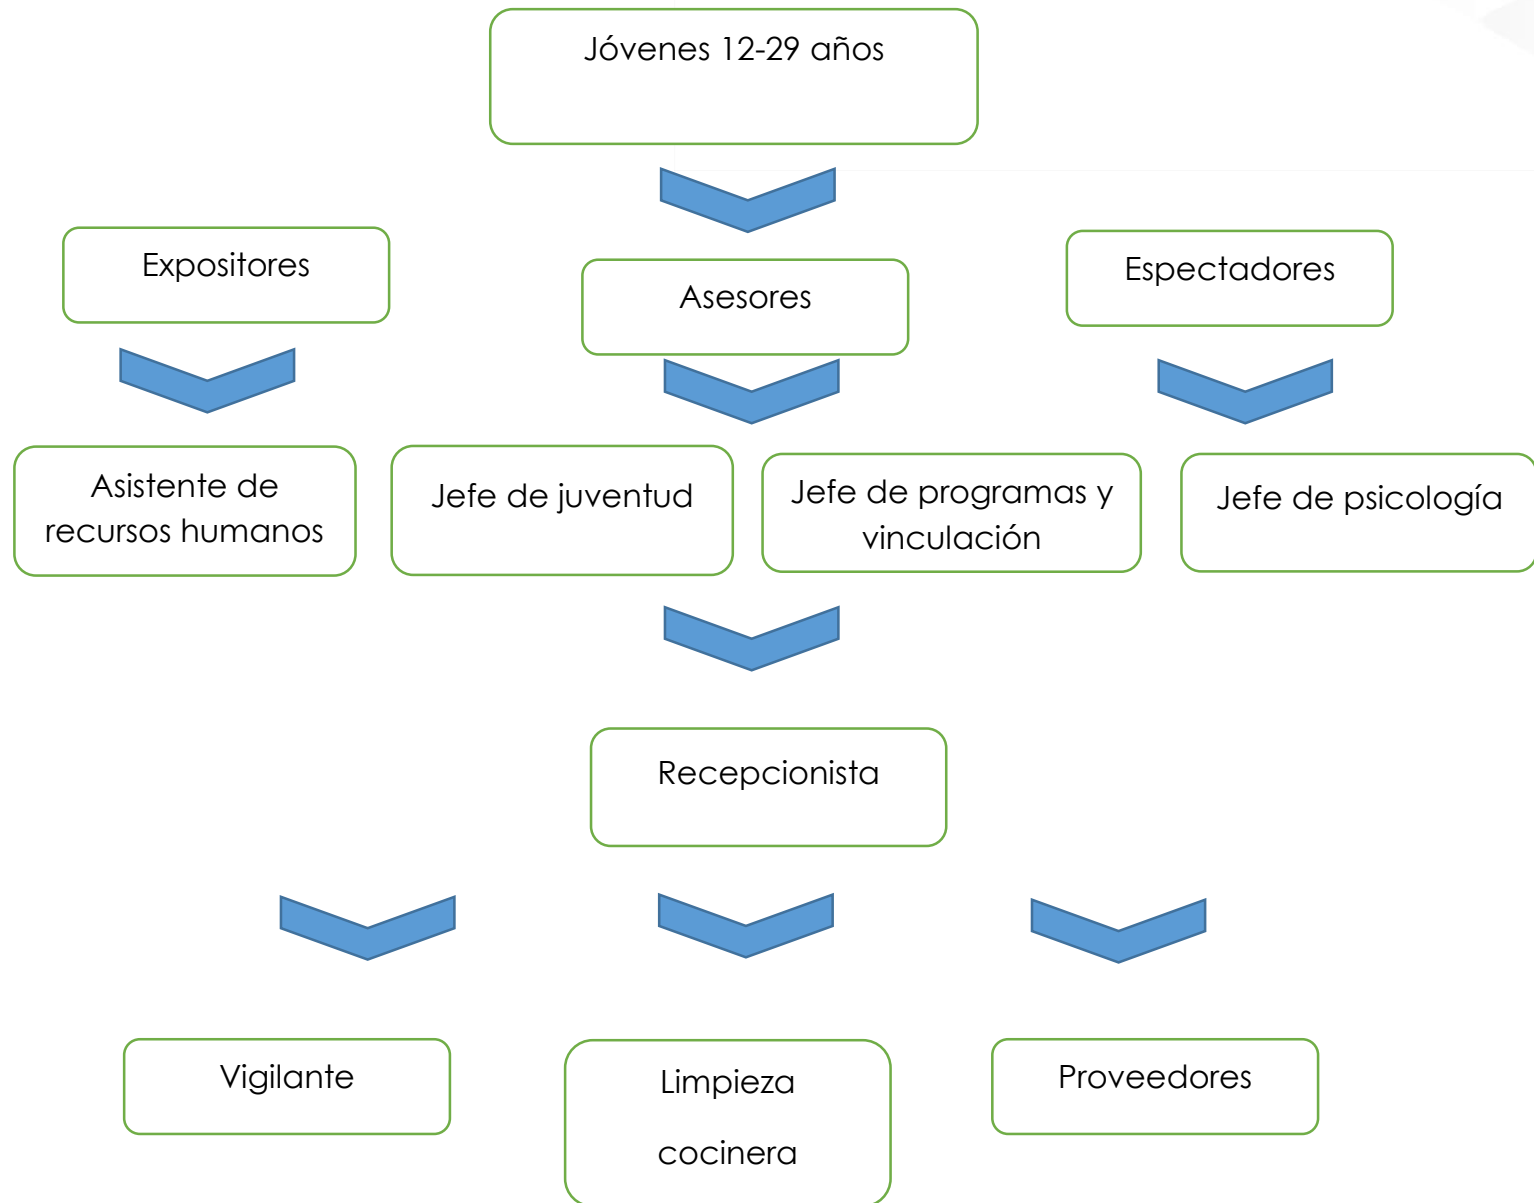 Jóvenes 12-29 años
Expositores
Asesores
Espectadores
Asistente de
recursos humanos
Jefe de juventud
Jefe de programas y
vinculación
Jefe de psicología
Recepcionista
Vigilante
Limpieza
cocinera
Proveedores